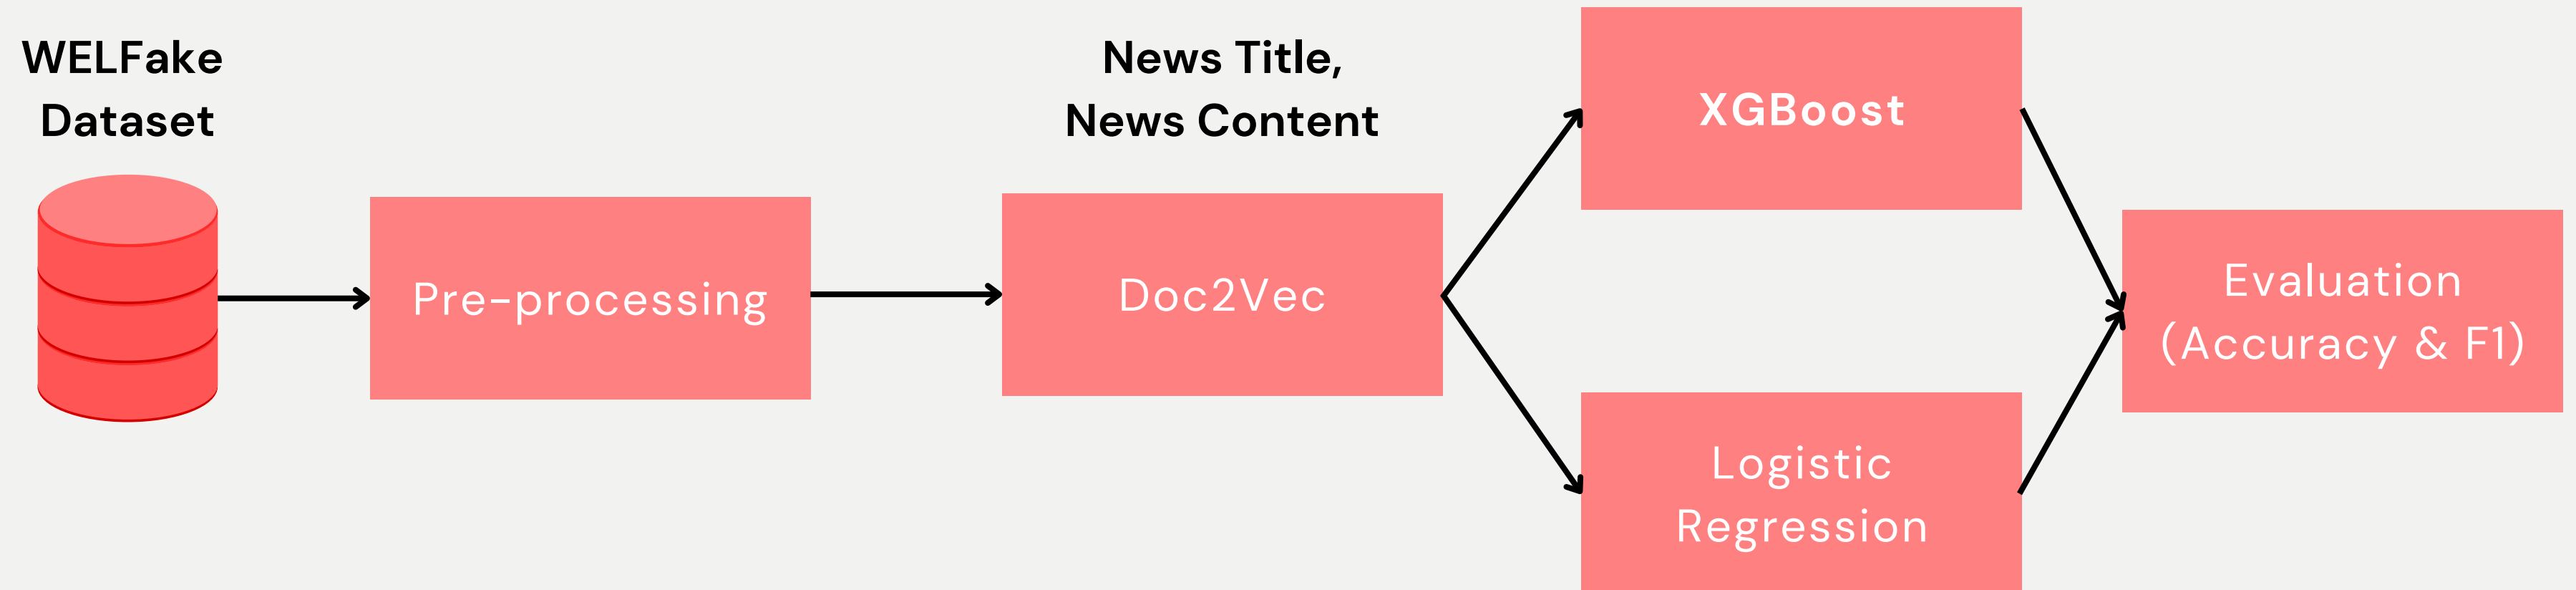 WELFake
Dataset
Pre-processing
News Title,
News Content
Doc2Vec
XGBoost
Logistic
Regression
Evaluation
(Accuracy & F1)